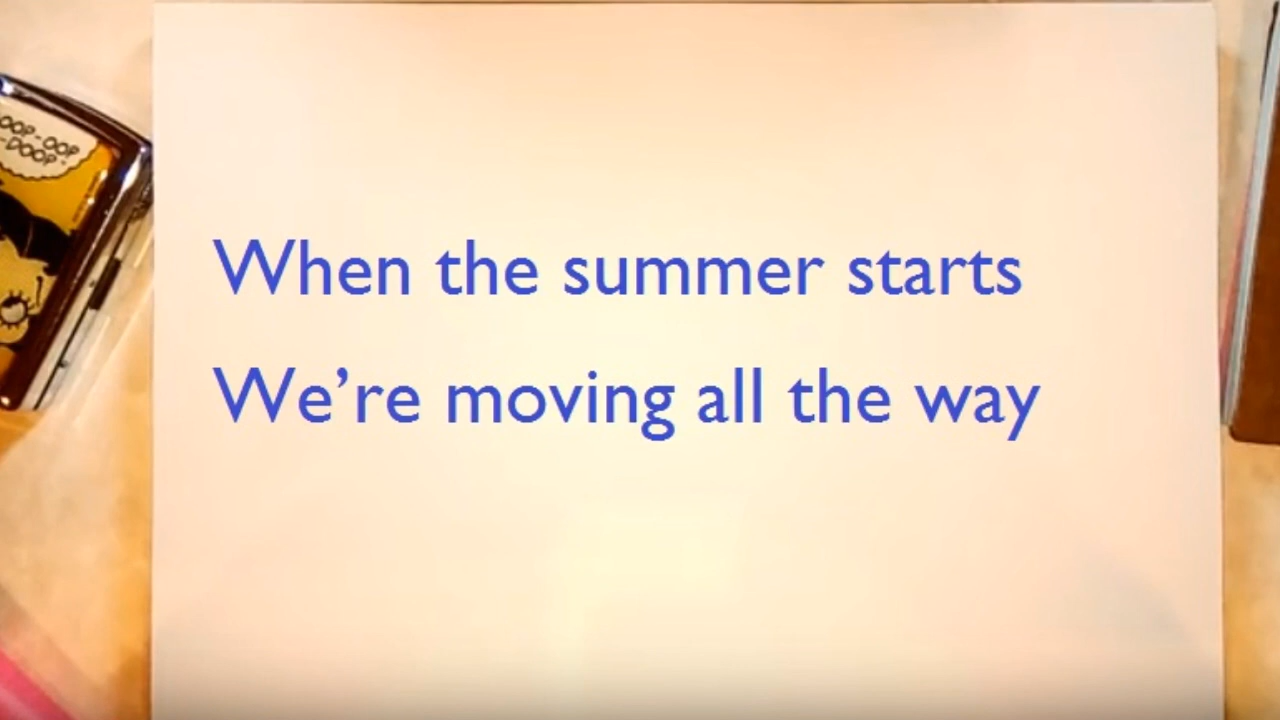 OOP-OOP
-DOOP"
When the summer starts
We’re moving all the way